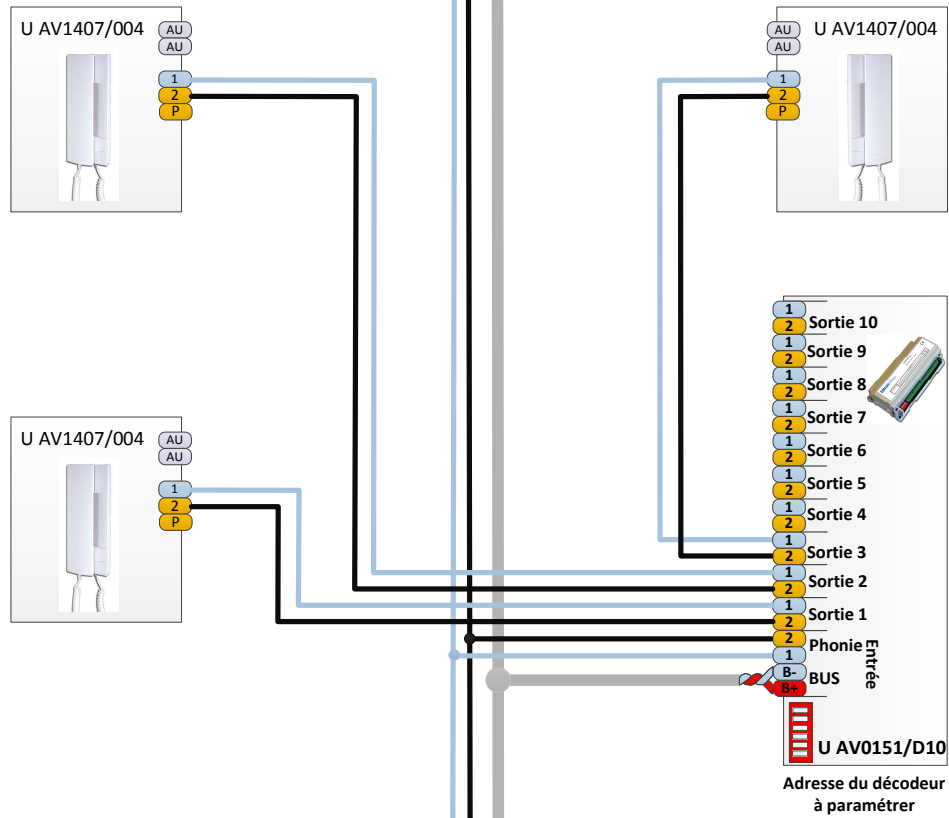 U AV1407/004
AU
AU
1
2
P
U AV1407/004
AU
AU
1
2
P
U AV1407/004
AU
AU
1
2
P
1
2
Sortie 10
1
2
Sortie 9
1
2
Sortie 8
1
2
Sortie 7
1
2
Sortie 6
1
2
Sortie 5
1
2
Sortie 4
1
2
Sortie 3
1
2
Sortie 2
1
2
Sortie 1
2
1
Phonie
Entrée
B-
B+
BUS
U AV0151/D10
Adresse du décodeur
à paramétrer